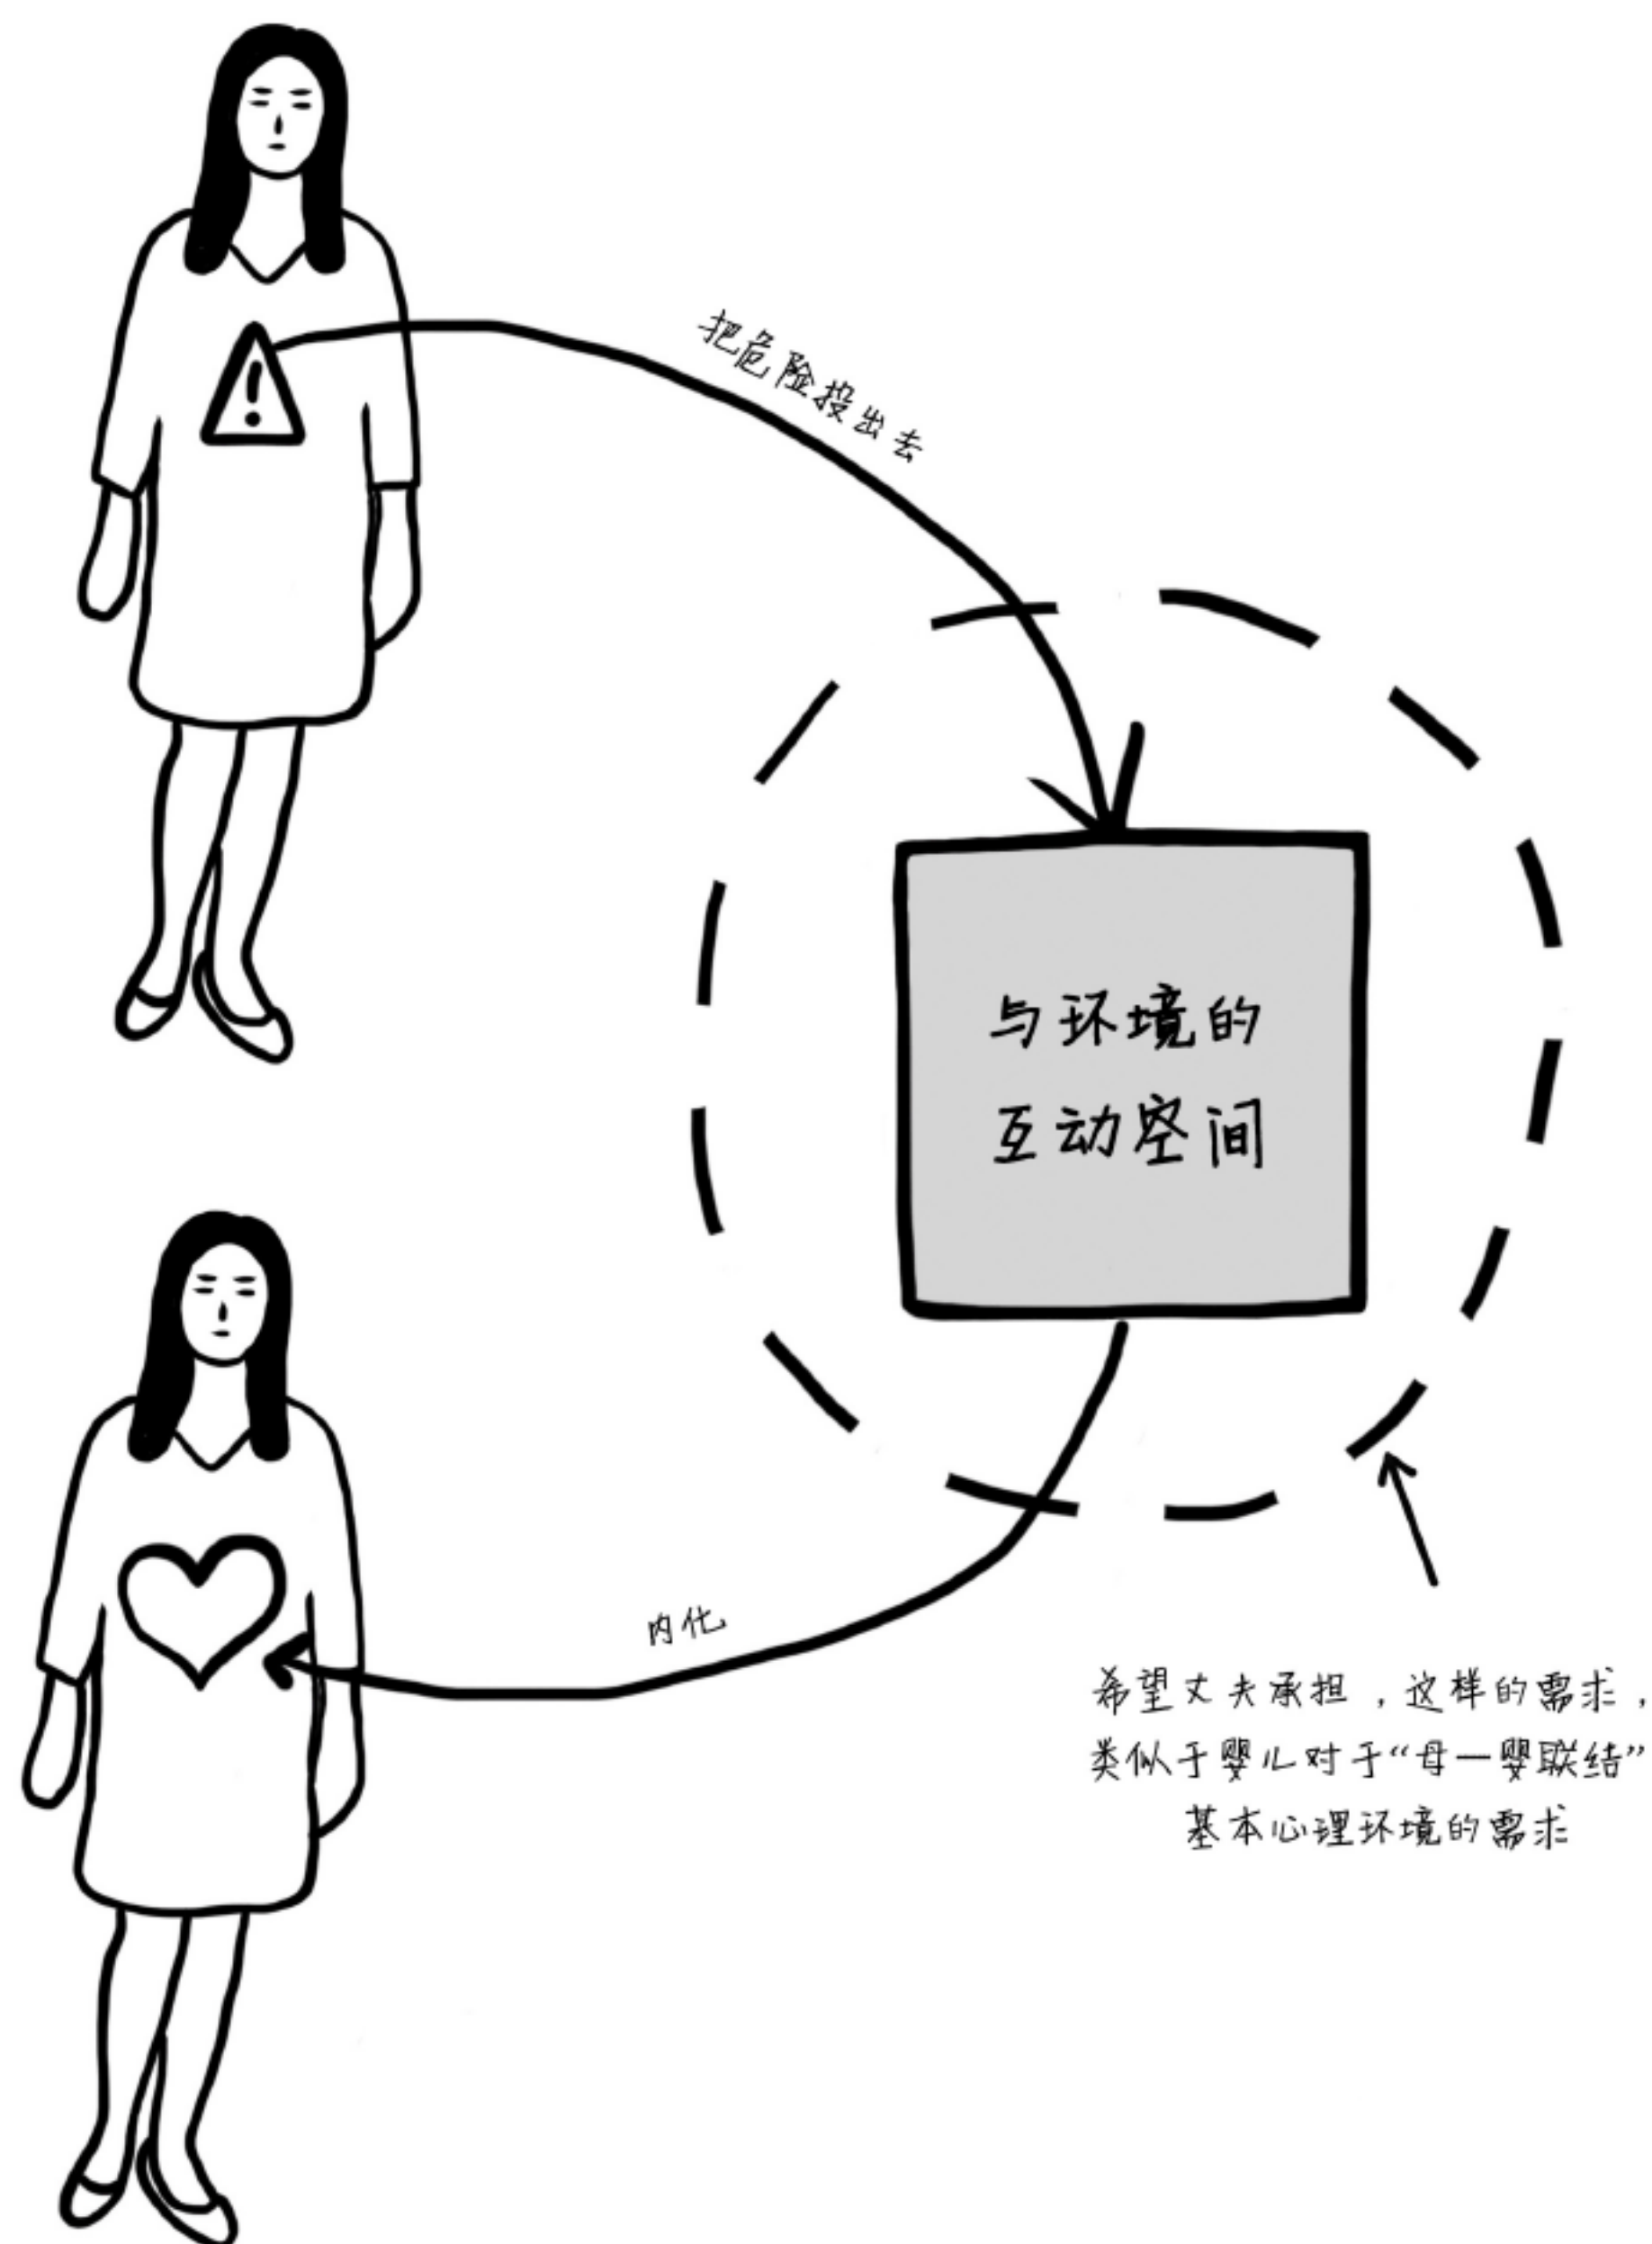 把危险投出去
与环境的
互动空间
内化
希望丈夫承担，这样的需求，
类似于婴儿对于“母—婴联结”
基本心理环境的需求